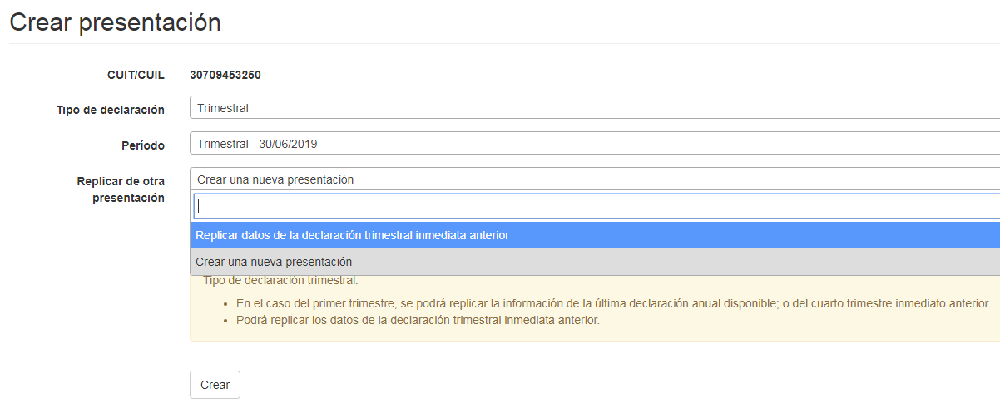 Crear presentación
CUIT/CUIL 30709453250
Tipo de declaración Trimestral
Período Trimestral - 30/06/2019
Replicar de otra Crear una nueva presentación
presentación
Replicar datos de la declaración trimestral inmediata anterior
Crear una nueva presentación
Tipo de declaración trimestral:
• En el caso del primer trimestre, se podrá replicar la información de la última declaración anual disponible; o del cuarto trimestre inmediato anterior.
• Podrá replicar los datos de la declaración trimestral inmediata anterior.
Crear